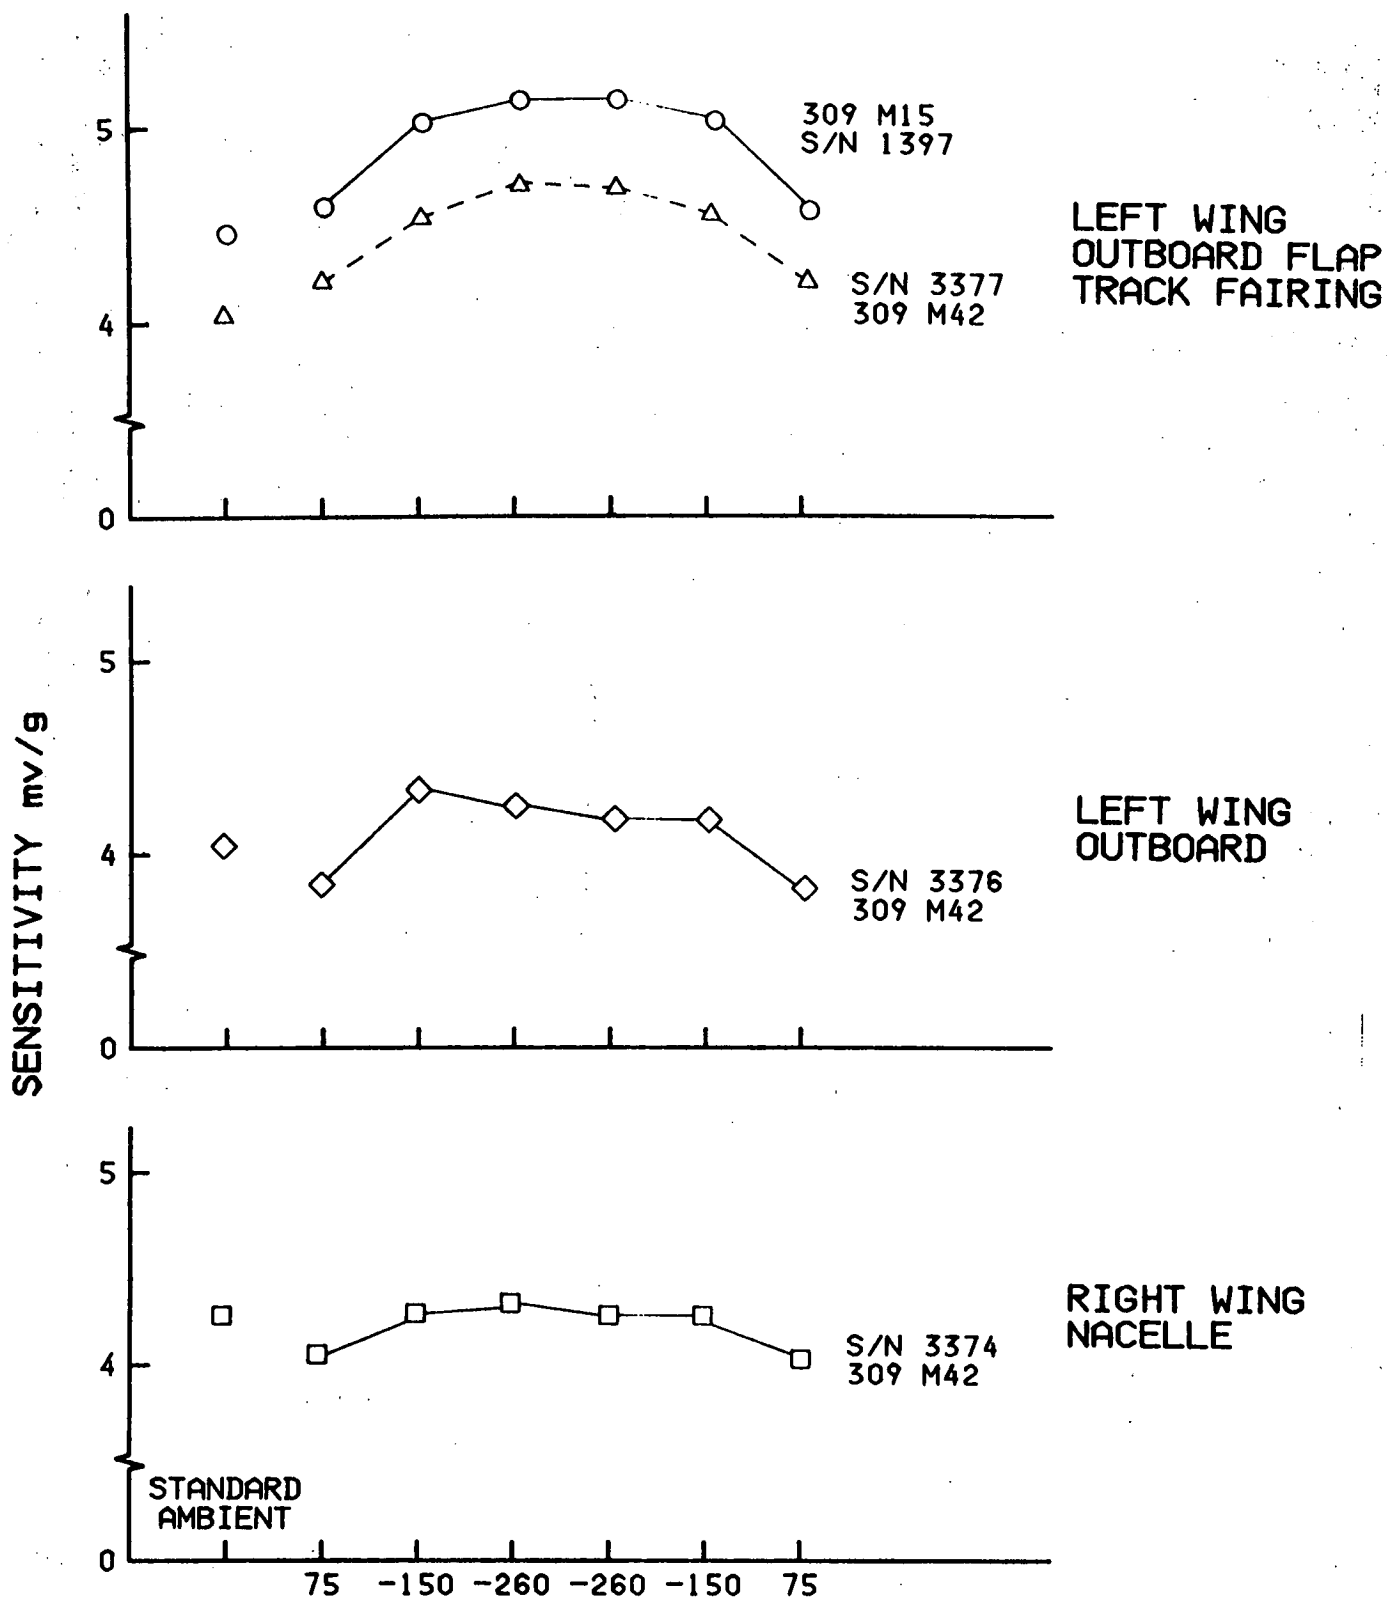 5
4
0
309 M15
S/N 1397
S/N 3377
309 M42
LEFT WING
OUTBOARD FLAP
TRACK FAIRING
SENSITIVITY mv/g
5
4
0
S/N 3376
309 M42
LEFT WING
OUTBOARD
5
4
0
S/N 3374
309 M42
RIGHT WING
NACELLE
STANDARD
AMBIENT
75 -150 -260 -260 -150 75